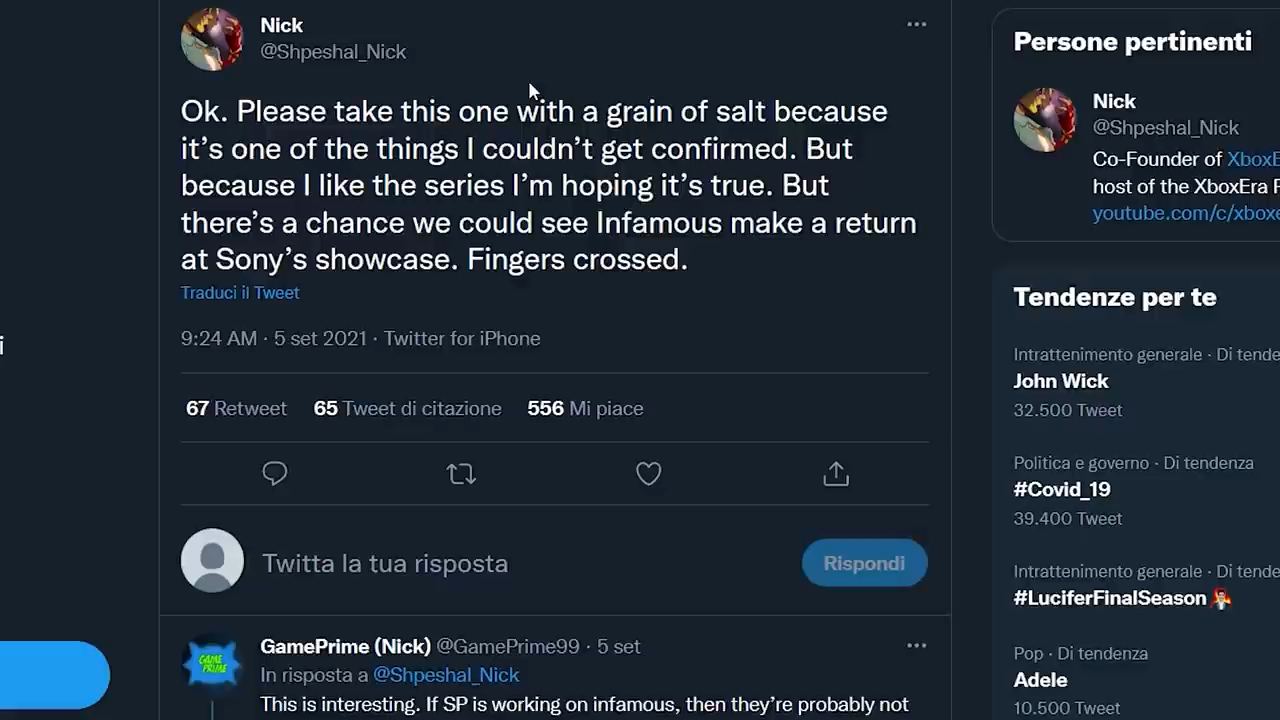 Nick
@Shpeshal_Nick
Ok. Please take this one with a grain of salt because
it's one of the things I couldn't get confirmed. But
because I like the series I'm hoping it's true. But
there's a chance we could see Infamous make a return
at Sony's showcase. Fingers crossed.
Traduci il Tweet
9:24 AM · 5 set 2021 · Twitter for iPhone
67 Retweet 65 Tweet di citazione 556 Mi piace
Twitta la tua risposta
Rispondi
GamePrime (Nick) @GamePrime99 · 5 set
In risposta a @Shpeshal_Nick
This is interesting. If SP is working on infamous, then they're probably not
GAME PRIME
i
Persone pertinenti
Nick
@Shpeshal_Nick
Co-Founder of XboxE
host of the XboxEra P
youtube.com/c/xboxe
Tendenze per te
Intrattenimento generale · Di tende
John Wick
32.500 Tweet
Politica e governo · Di tendenza
#Covid_19
39.400 Tweet
Intrattenimento generale · Di tende
#LuciferFinalSeason
Pop · Di tendenza
Adele
10.500 Tweet